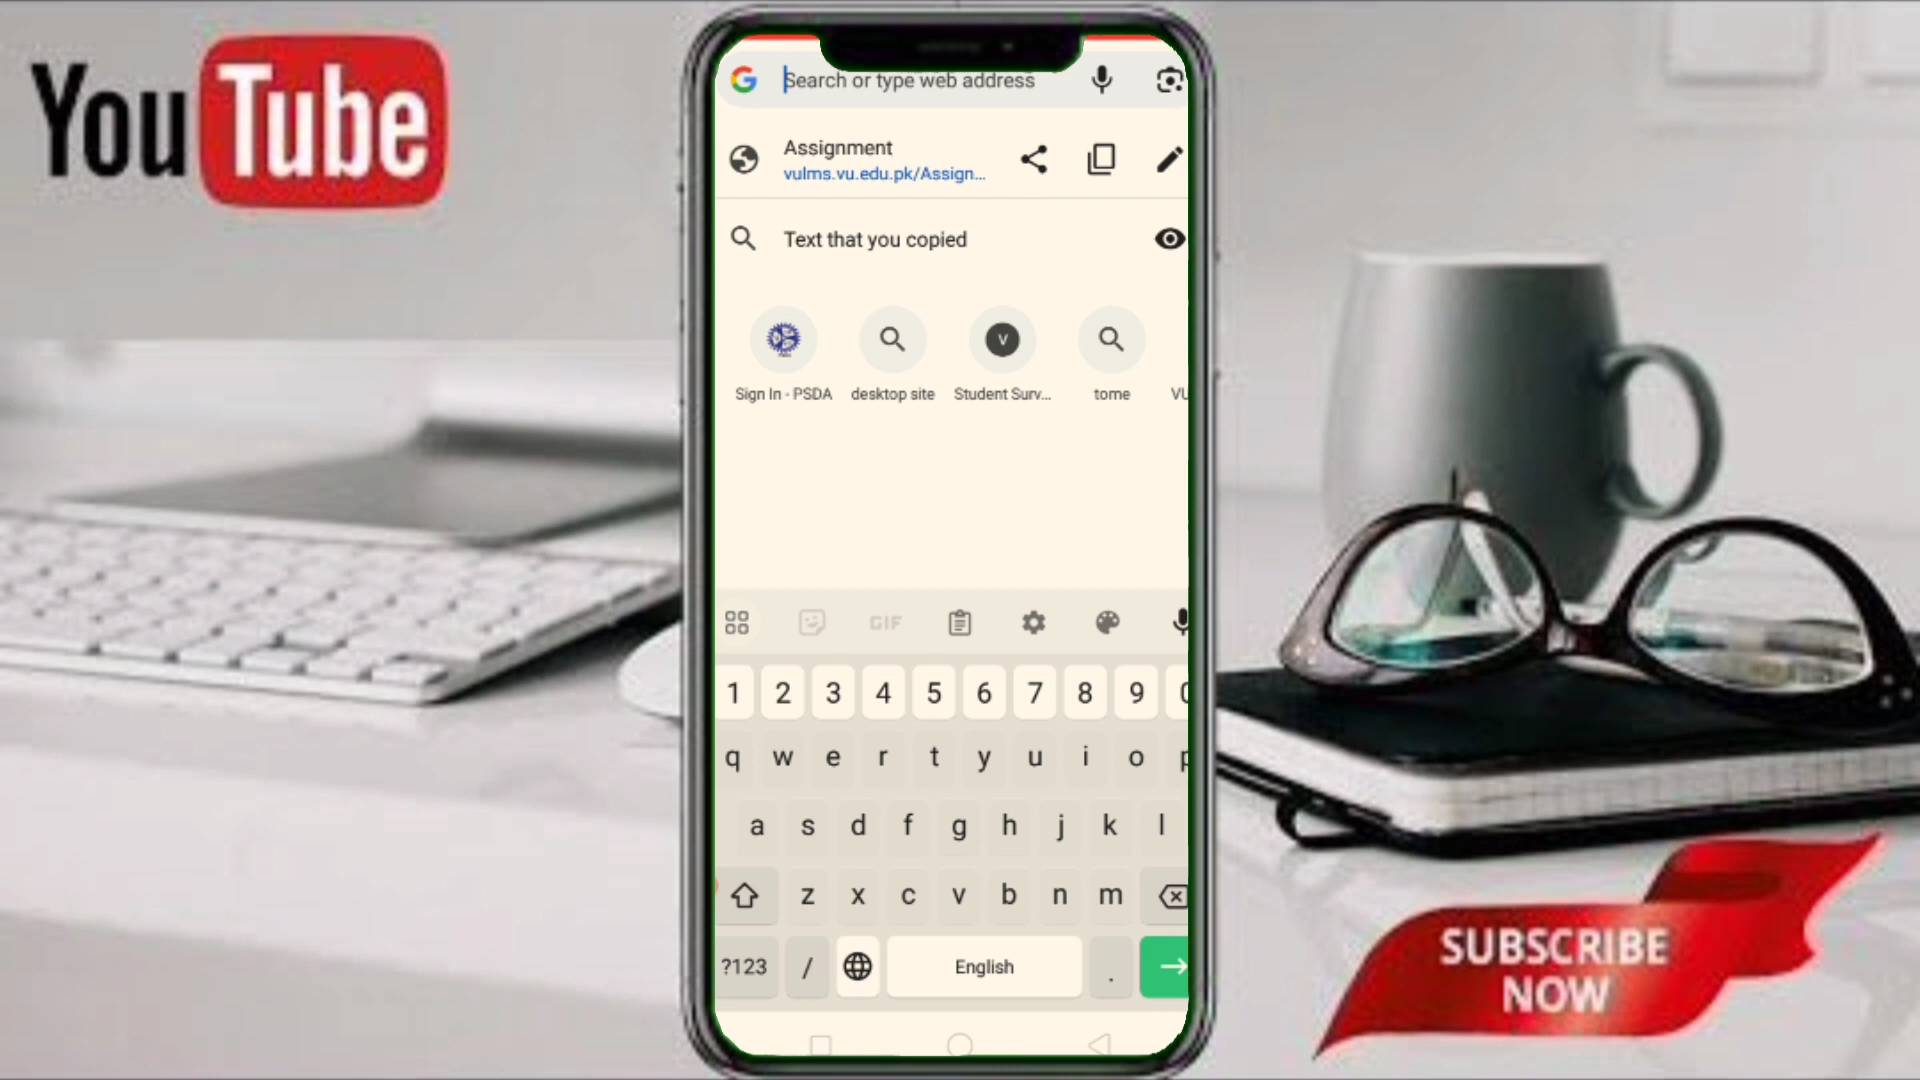 YouTube
Search or type web address
Assignment
vulms.vu.edu.pk/Assign...
Text that you copied
Sign In - PSDA
desktop site
V
Student Surv...
tome
VU
GIF
1 2 3 4 5 6 7 8 9 0
q w e r t y u i o p
a s d f g h j k l
z x c v b n m
?123 / English .
SUBSCRIBE
NOW